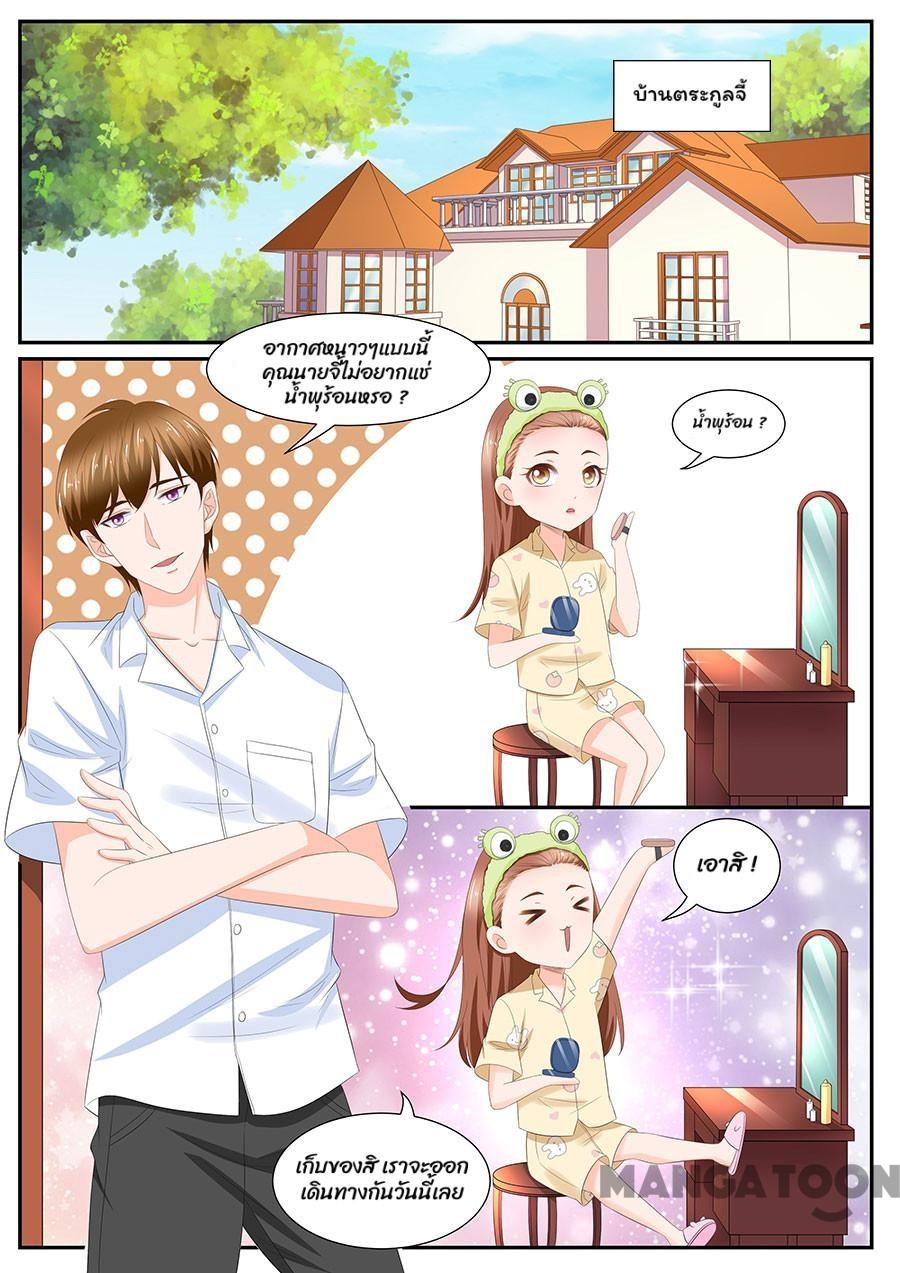 บ้านตระกูลจี้
อากาศหนาวๆแบบนี้
คุณนายจี้ไม่อยากแช่
น้ำพุร้อนหรอ ?
น้ำพุร้อน ?
เอาสิ !
เก็บของสิ เราจะออก
เดินทางกันวันนี้เลย
MANGATOON